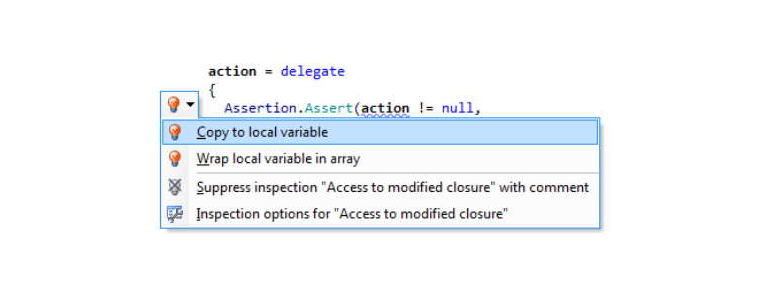 action = delegate
{
Assertion.Assert(action != null,
Copy to local variable
Wrap local variable in array
Suppress inspection "Access to modified closure" with comment
Inspection options for "Access to modified closure"